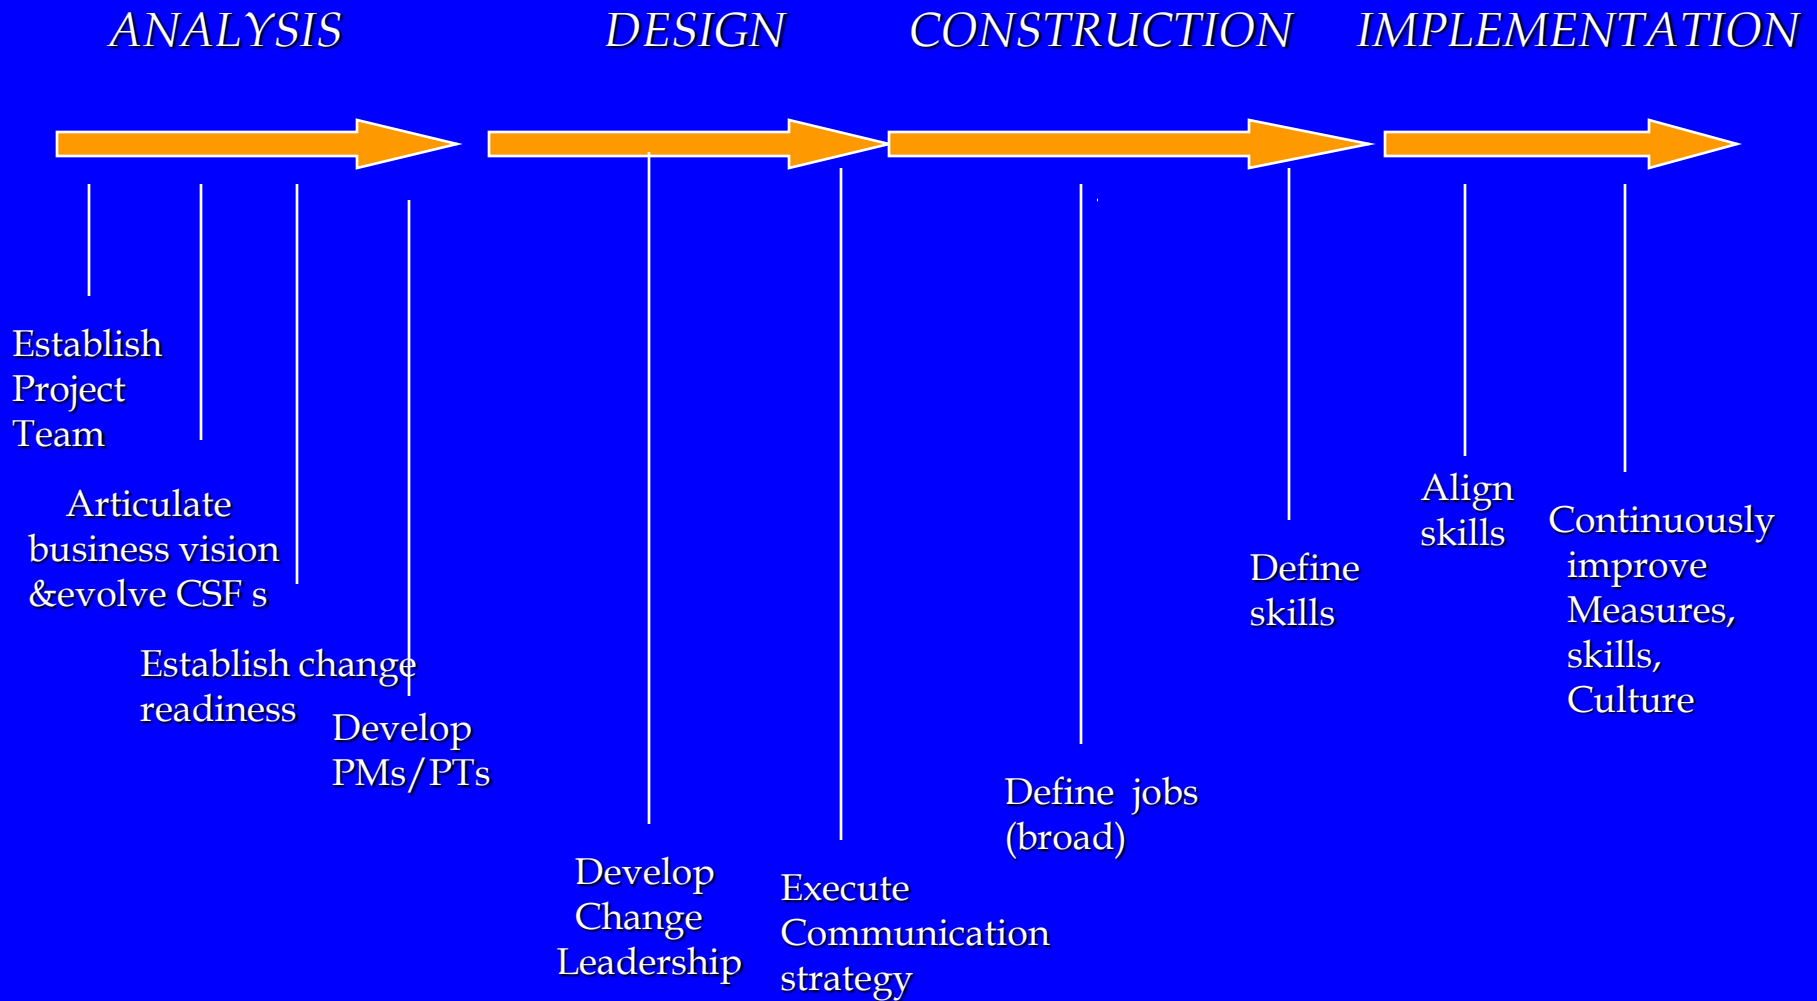 ANALYSIS
DESIGN
CONSTRUCTION
IMPLEMENTATION
Establish
Project
Team
Articulate
business vision
&evolve CSF s
Establish change
readiness
Develop
PMs/PTs
Develop
Change
Leadership
Execute
Communication
strategy
Define jobs
(broad)
Define
skills
Align
skills
Continuously
improve
Measures,
skills,
Culture